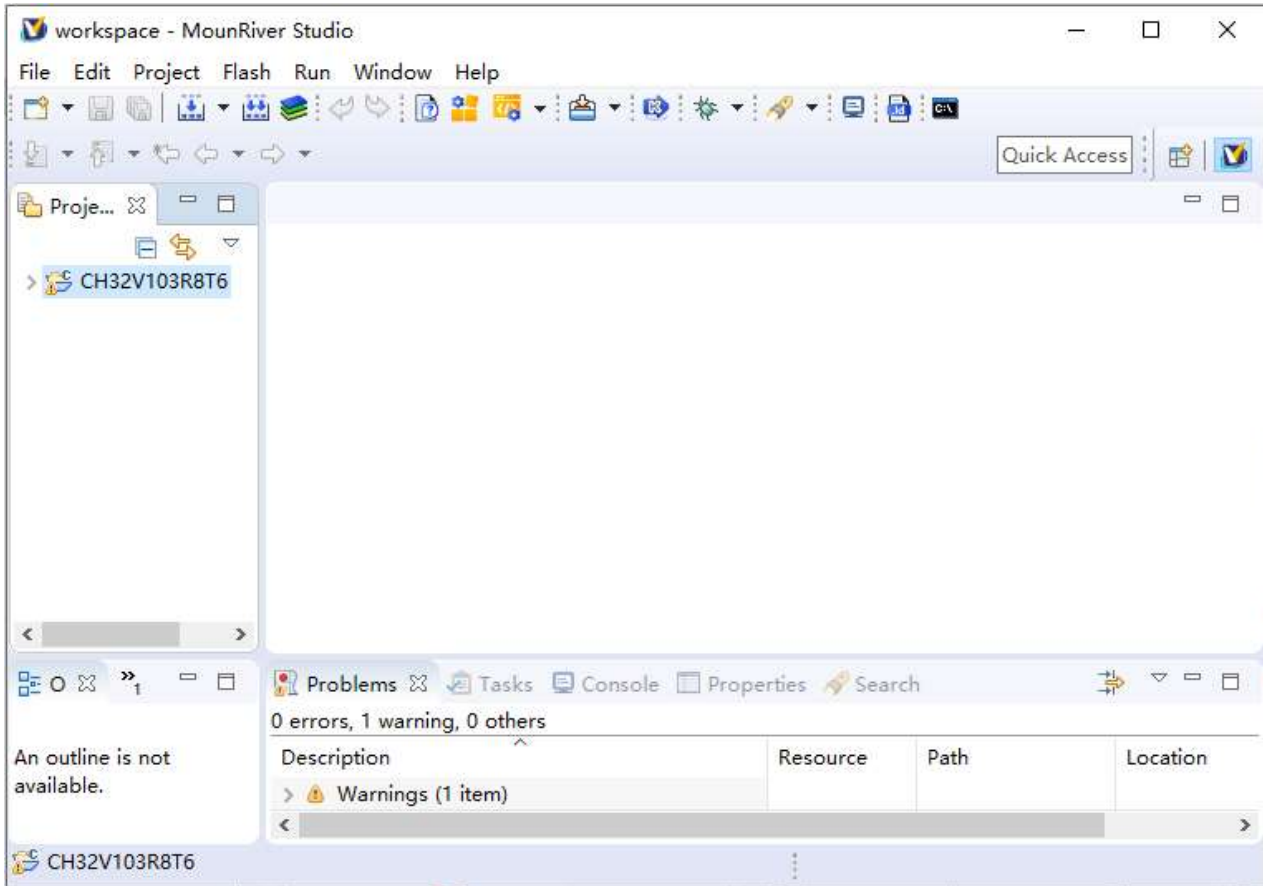 workspace - MounRiver Studio
File Edit Project Flash Run Window Help
Quick Access
Proje...
CH32V103R8T6
O »1
An outline is not
available.
Problems Tasks Console Properties Search
0 errors, 1 warning, 0 others
Description Resource Path Location
Warnings (1 item)
CH32V103R8T6